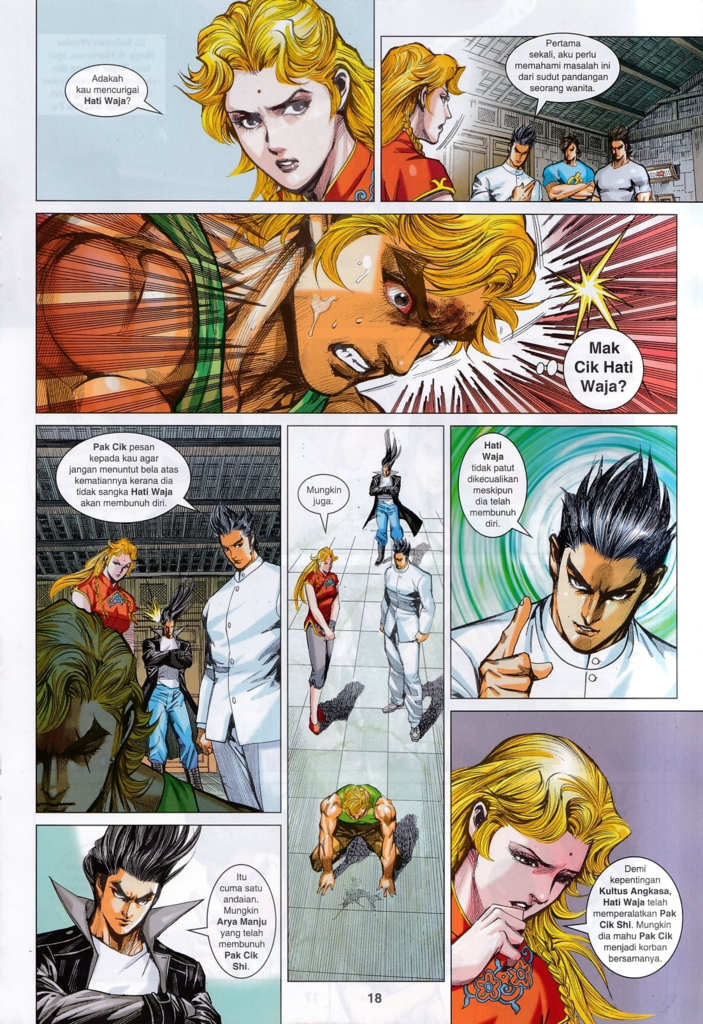 Adakah
kau mencurigai
Hati Waja?
Pertama
sekali, aku perlu
memahami masalah ini
dari sudut pandangan
seorang wanita.
Mak
Cik Hati
Waja?
Pak Cik pesan
kepada kau agar
jangan menuntut bela atas
kematiannya kerana dia
tidak sangka Hati Waja
akan membunuh diri.
Mungkin
juga.
Hati
Waja
tidak patut
dikecualikan
meskipun
dia telah
membunuh
diri.
Itu
cuma satu
andaian.
Mungkin
Arya Manju
yang telah
membunuh
Pak Cik
Shi.
Demi
kepentingan
Kultus Angkasa,
Hati Waja telah
memperalatkan Pak
Cik Shi. Mungkin
dia mahu Pak Cik
menjadi korban
bersamanya.
18